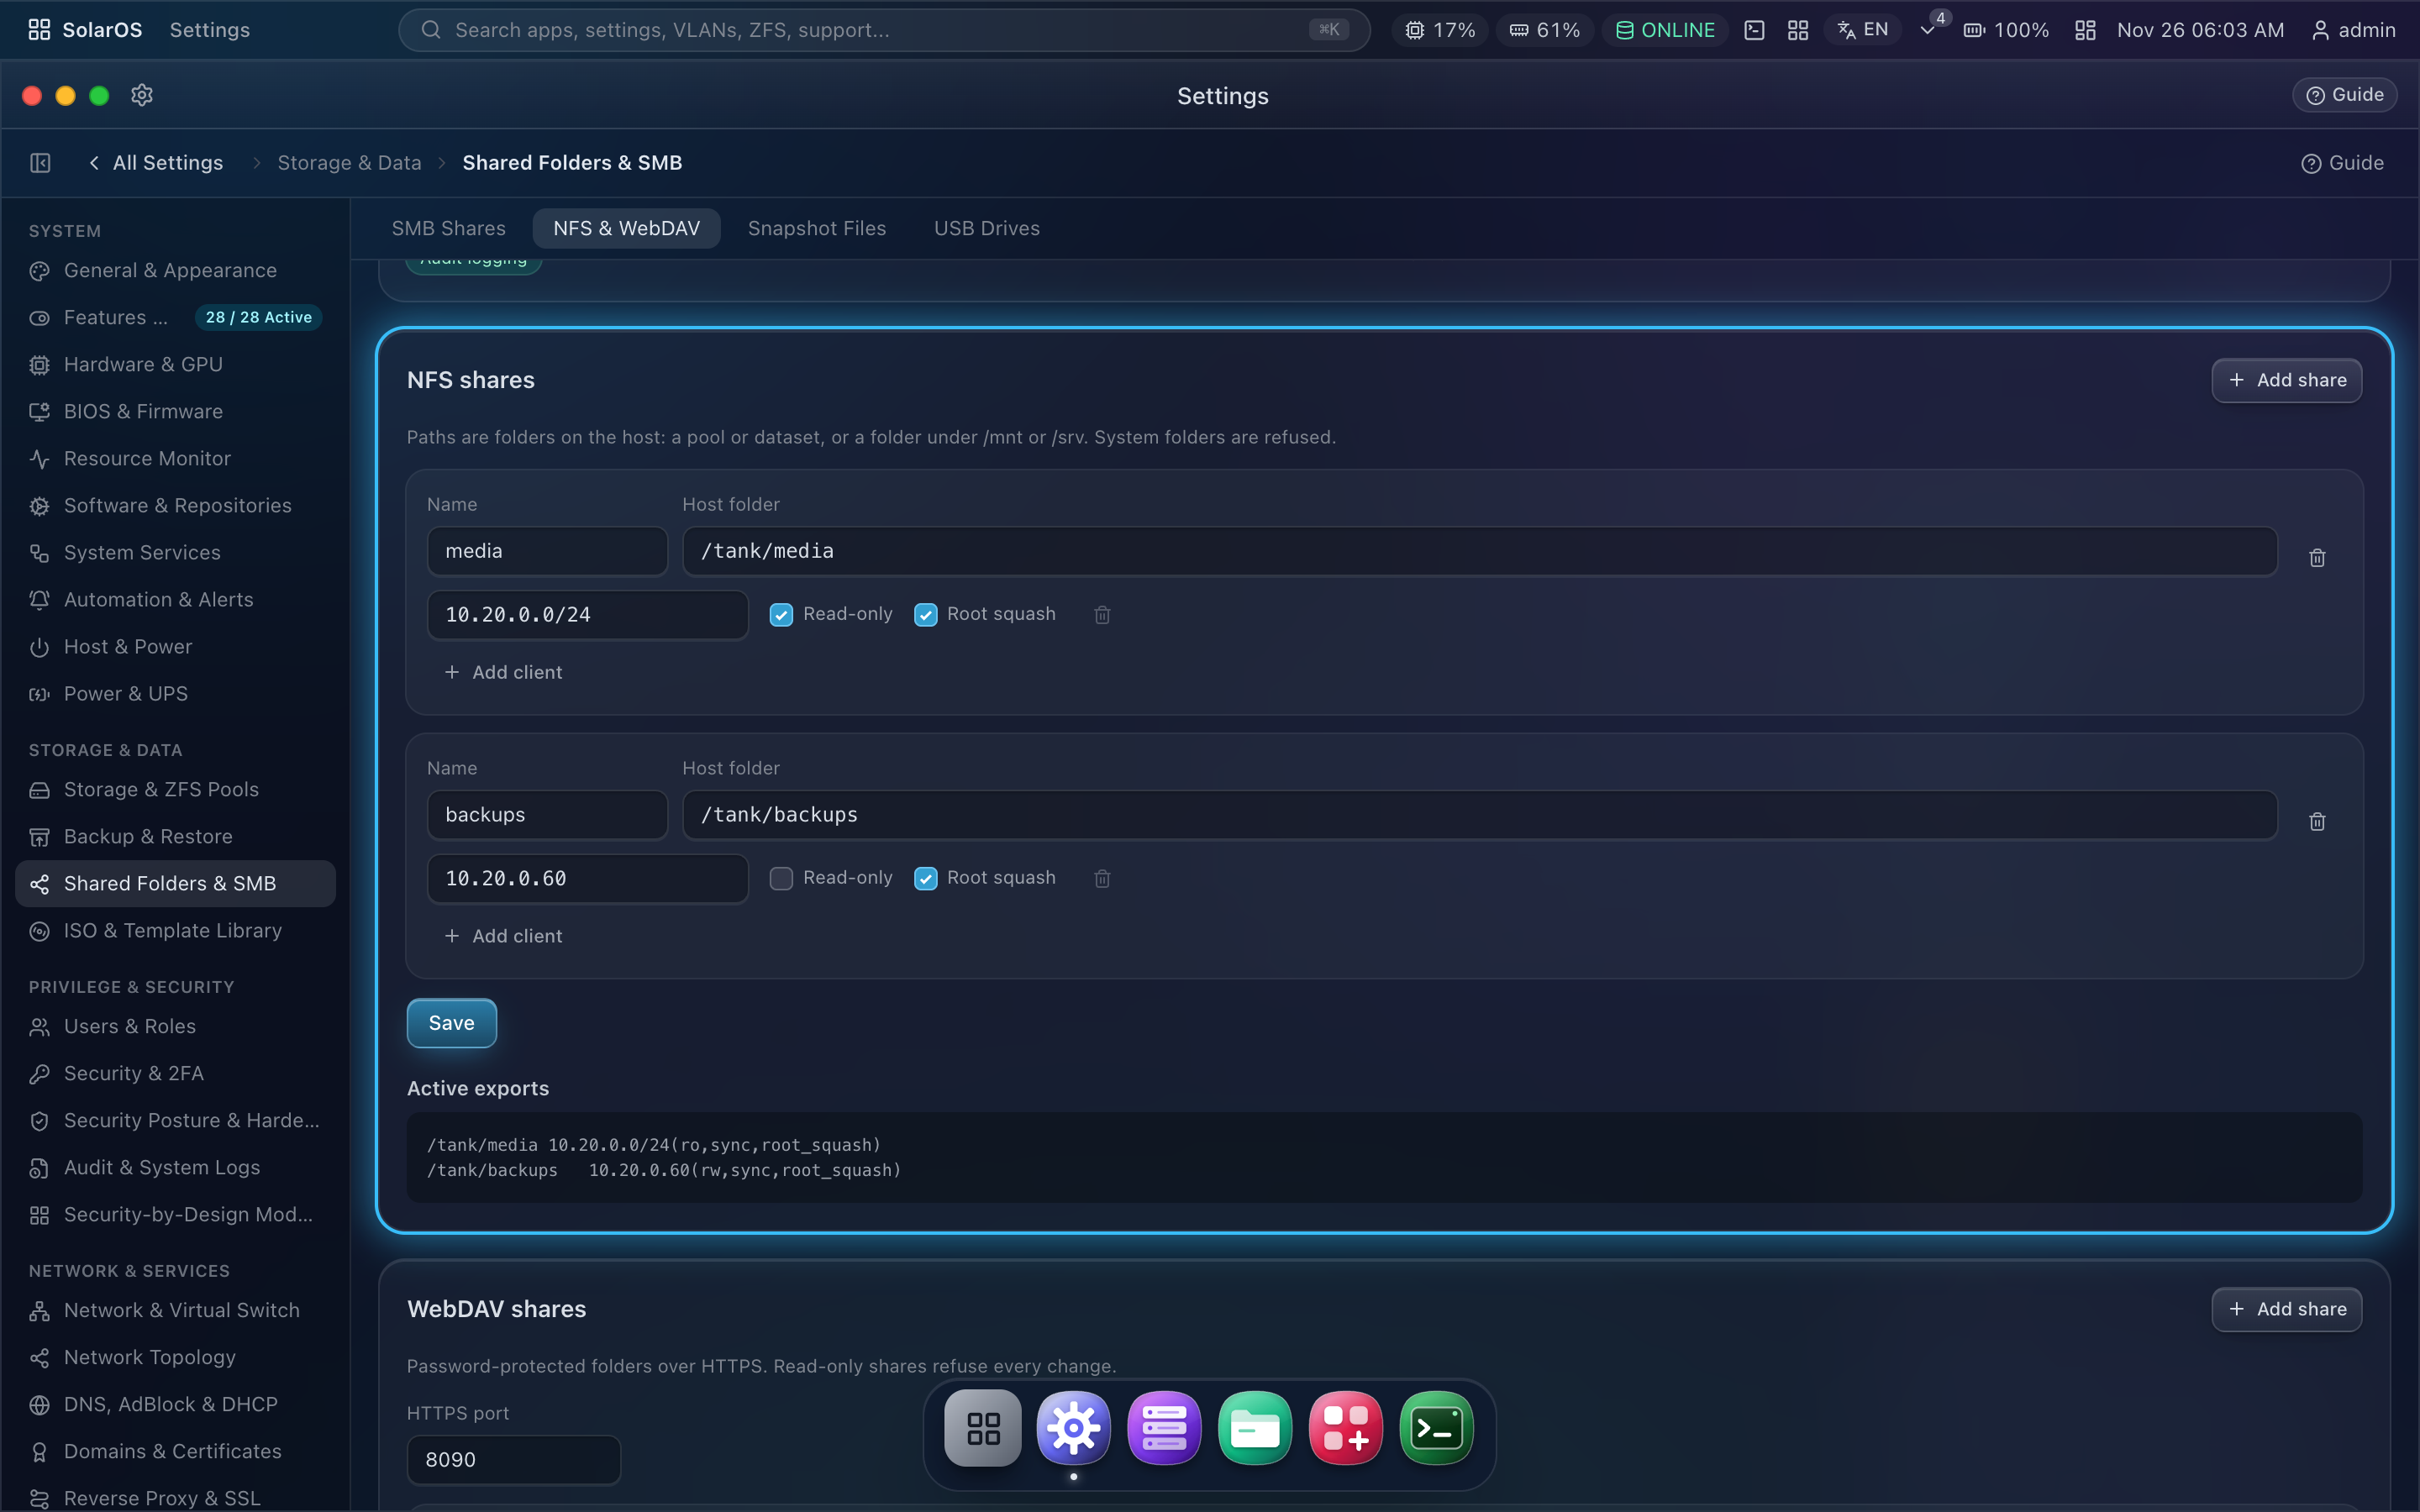 SolarOS Settings Search apps, settings, VLANs, ZFS, support... ⌘K 17% 61% ONLINE EN 4 100% Nov 26 06:03 AM admin
Settings Guide
All Settings Storage & Data Shared Folders & SMB Guide
SYSTEM
General & Appearance
Features ... 28 / 28 Active
Hardware & GPU
BIOS & Firmware
Resource Monitor
Software & Repositories
System Services
Automation & Alerts
Host & Power
Power & UPS
STORAGE & DATA
Storage & ZFS Pools
Backup & Restore
Shared Folders & SMB
ISO & Template Library
PRIVILEGE & SECURITY
Users & Roles
Security & 2FA
Security Posture & Harde...
Audit & System Logs
Security-by-Design Mod...
NETWORK & SERVICES
Network & Virtual Switch
Network Topology
DNS, AdBlock & DHCP
Domains & Certificates
Reverse Proxy & SSL
SMB Shares NFS & WebDAV Snapshot Files USB Drives
Audit logging
NFS shares Add share
Paths are folders on the host: a pool or dataset, or a folder under /mnt or /srv. System folders are refused.
Name Host folder
media /tank/media
10.20.0.0/24 Read-only Root squash
Add client
Name Host folder
backups /tank/backups
10.20.0.60 Read-only Root squash
Add client
Save
Active exports
/tank/media 10.20.0.0/24(ro,sync,root_squash)
/tank/backups 10.20.0.60(rw,sync,root_squash)
WebDAV shares Add share
Password-protected folders over HTTPS. Read-only shares refuse every change.
HTTPS port
8090